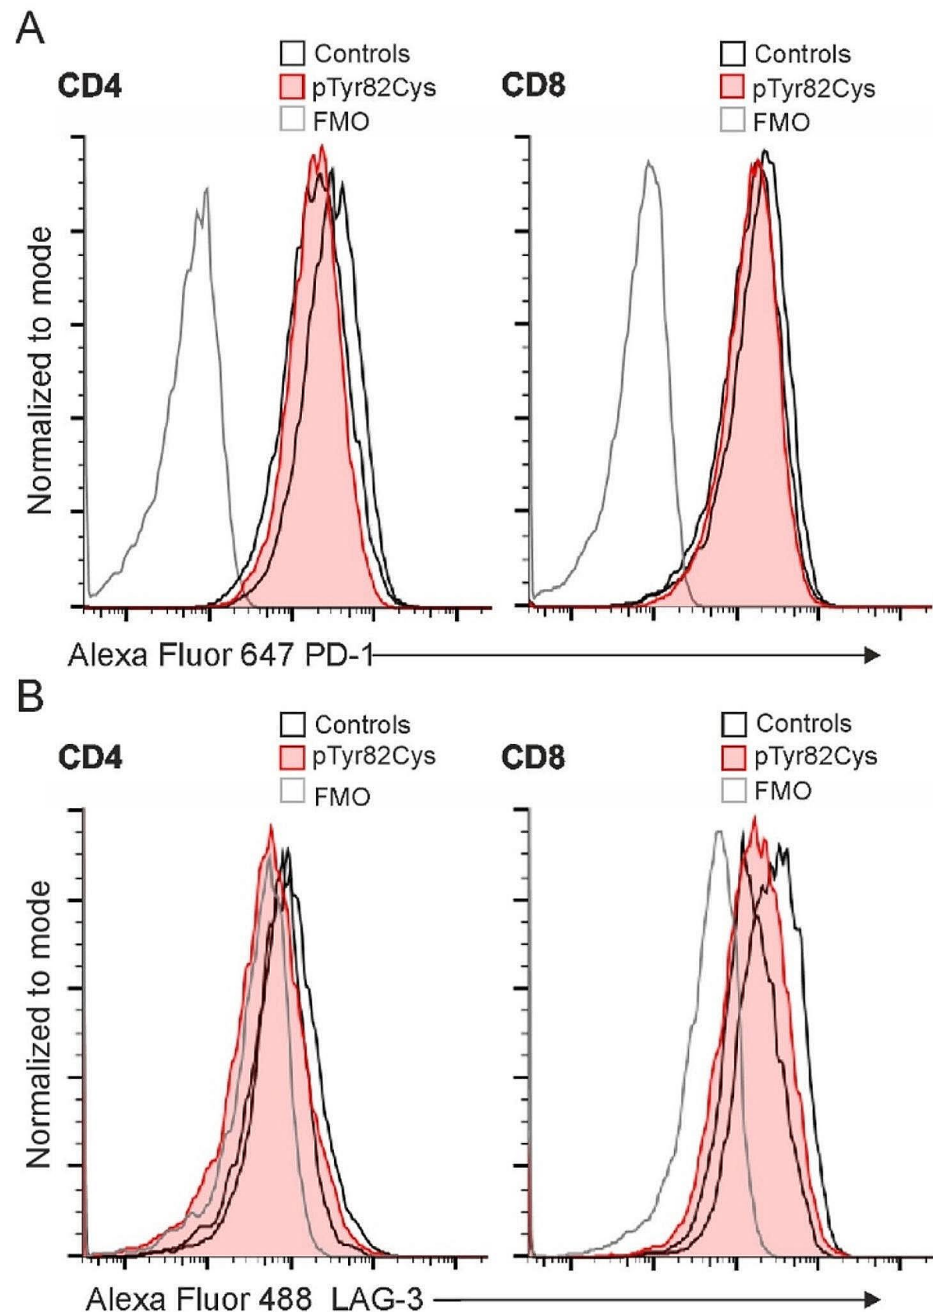 A
CD4
Controls
pTyr82Cys
FMO
CD8
Controls
pTyr82Cys
FMO
Normalized to mode
Alexa Fluor 647 PD-1
B
CD4
Controls
pTyr82Cys
FMO
CD8
Controls
pTyr82Cys
FMO
Normalized to mode
Alexa Fluor 488 LAG-3